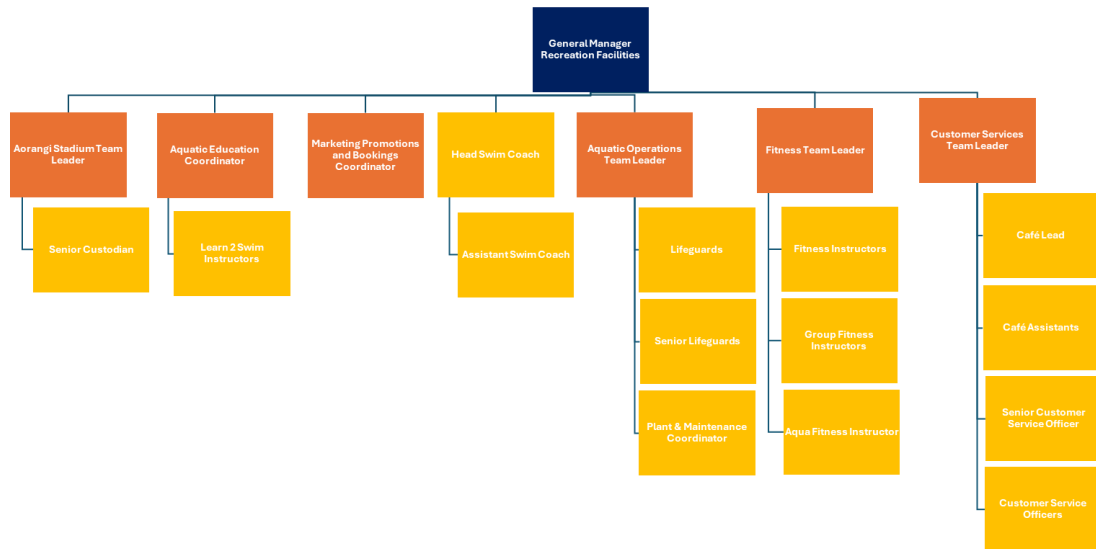 General Manager
Recreation Facilities
Aorangi Stadium Team
Leader
Aquatic Education
Coordinator
Marketing Promotions
and Bookings
Coordinator
Head Swim Coach
Aquatic Operations
Team Leader
Fitness Team Leader
Customer Services
Team Leader
Senior Custodian
Learn 2 Swim
Instructors
Assistant Swim Coach
Lifeguards
Senior Lifeguards
Plant & Maintenance
Coordinator
Fitness Instructors
Group Fitness
Instructors
Aqua Fitness Instructor
Café Lead
Café Assistants
Senior Customer
Service Officer
Customer Service
Officers